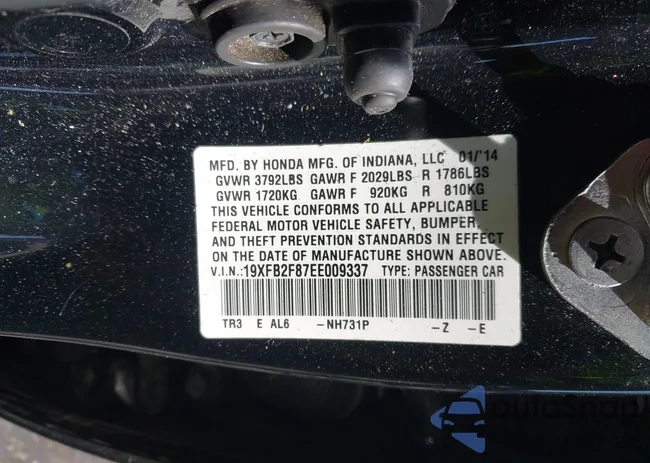 MFD. BY HONDA MFG. OF INDIANA, LLC 01/'14
GVWR 3792LBS GAWR F 2029LBS R 1786LBS
GVWR 1720KG GAWR F 920KG R 810KG
THIS VEHICLE CONFORMS TO ALL APPLICABLE
FEDERAL MOTOR VEHICLE SAFETY, BUMPER,
AND THEFT PREVENTION STANDARDS IN EFFECT
ON THE DATE OF MANUFACTURE SHOWN ABOVE.
V.I.N.:19XFB2F87EE009337 TYPE: PASSENGER CAR
TR3 E AL6 -NH731P -Z -E
AutoSnap